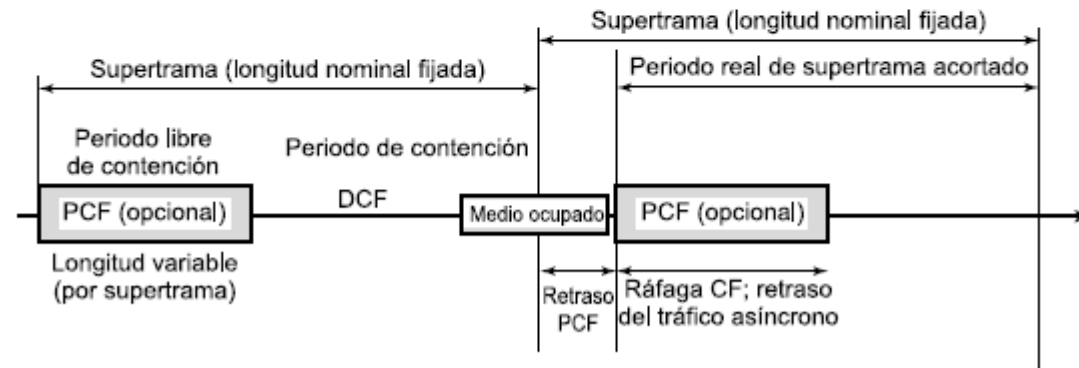 Supertrama (longitud nominal fijada)
Supertrama (longitud nominal fijada)
Periodo real de supertrama acortado
Periodo libre
de contención
Periodo de contención
PCF (opcional)
DCF
Medio ocupado
PCF (opcional)
Longitud variable
(por supertrama)
Retraso
PCF
Ráfaga CF; retraso
del tráfico asíncrono